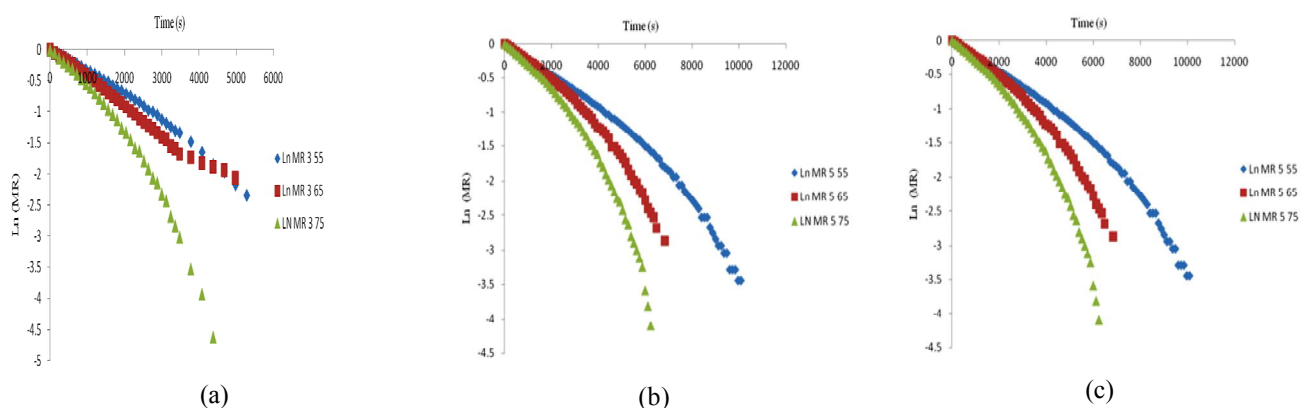 Time (s)
0 1000 2000 3000 4000 5000 6000
0
-0.5
-1
-1.5
-2
-2.5
-3
-3.5
-4
-4.5
-5
Ln (MR)
Ln MR 3 55
Ln MR 3 65
LN MR 3 75
(a)
Time (s)
0 2000 4000 6000 8000 10000 12000
0
-0.5
-1
-1.5
-2
-2.5
-3
-3.5
-4
-4.5
Ln (MR)
Ln MR 5 55
Ln MR 5 65
LN MR 5 75
(b)
Time (s)
0 2000 4000 6000 8000 10000 12000
0
-0.5
-1
-1.5
-2
-2.5
-3
-3.5
-4
-4.5
Ln (MR)
Ln MR 5 55
Ln MR 5 65
LN MR 5 75
(c)